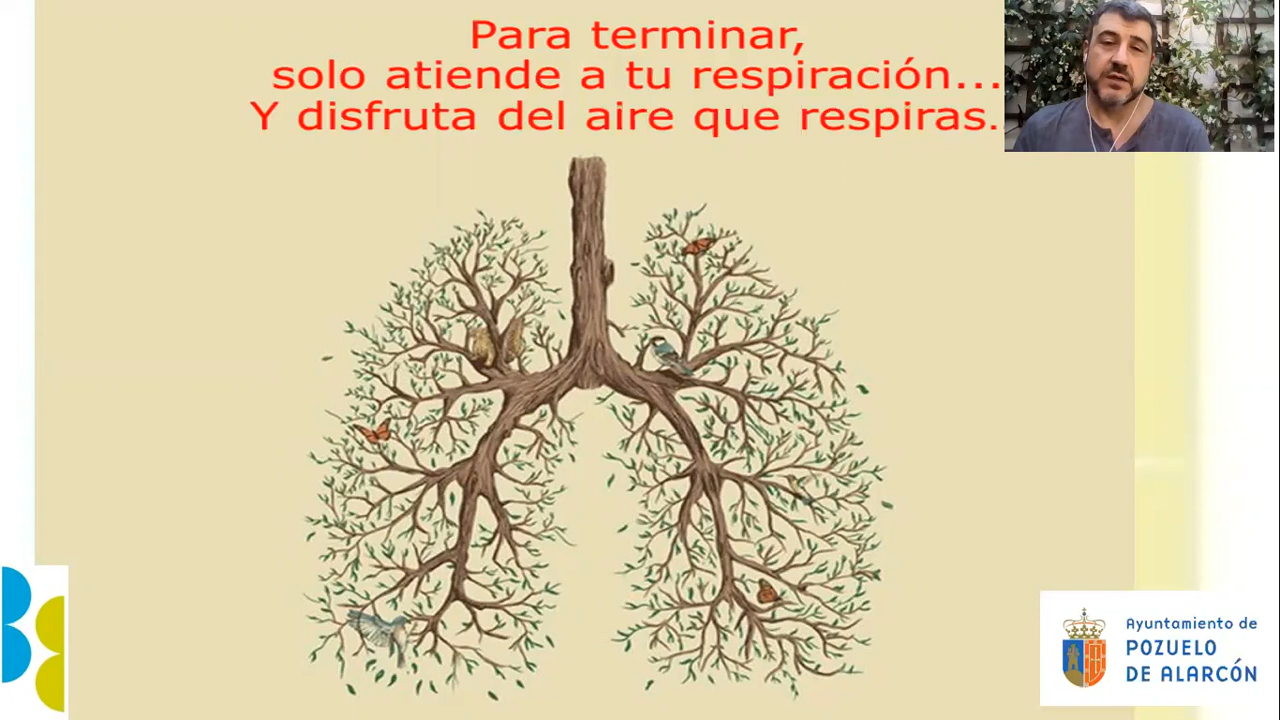 Para terminar,
solo atiende a tu respiración...
Y disfruta del aire que respiras.
Ayuntamiento de
POZUELO
DE ALARCÓN